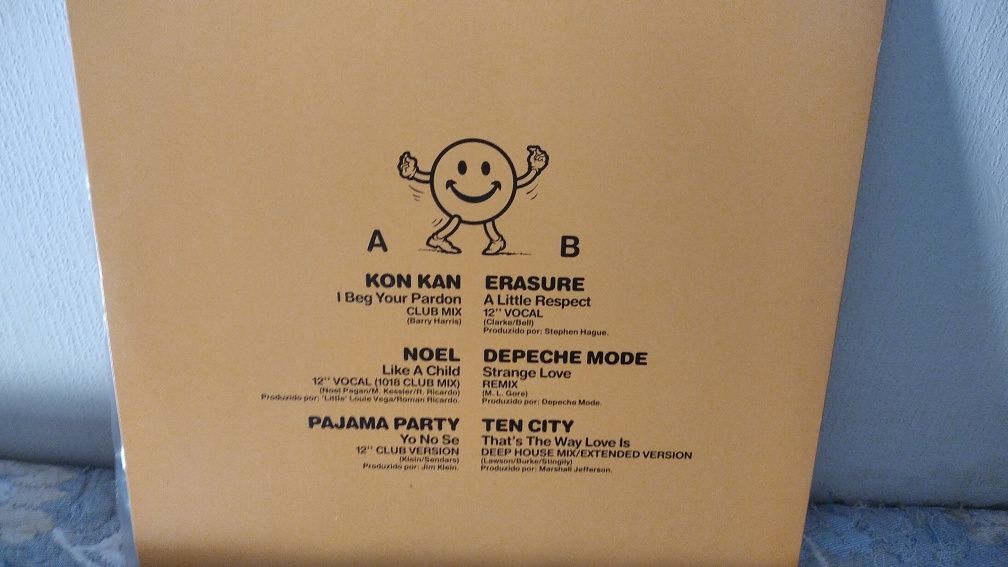 A
B
KON KAN
I Beg Your Pardon
CLUB MIX
(Barry Harris)
NOEL
Like A Child
12" VOCAL (1018 CLUB MIX)
(Noel Pagan/M. Kessler/R. Ricardo)
Produzido por: 'Little' Louie Vega/Roman Ricardo.
PAJAMA PARTY
Yo No Se
12" CLUB VERSION
(Klein/Sendars)
Produzido por: Jim Klein.
ERASURE
A Little Respect
12" VOCAL
(Clarke/Bell)
Produzido por: Stephen Hague.
DEPECHE MODE
Strange Love
REMIX
(M. L. Gore)
Produzido por: Depeche Mode.
TEN CITY
That's The Way Love Is
DEEP HOUSE MIX/EXTENDED VERSION
(Lawson/Burke/Stingily)
Produzido por: Marshall Jefferson.